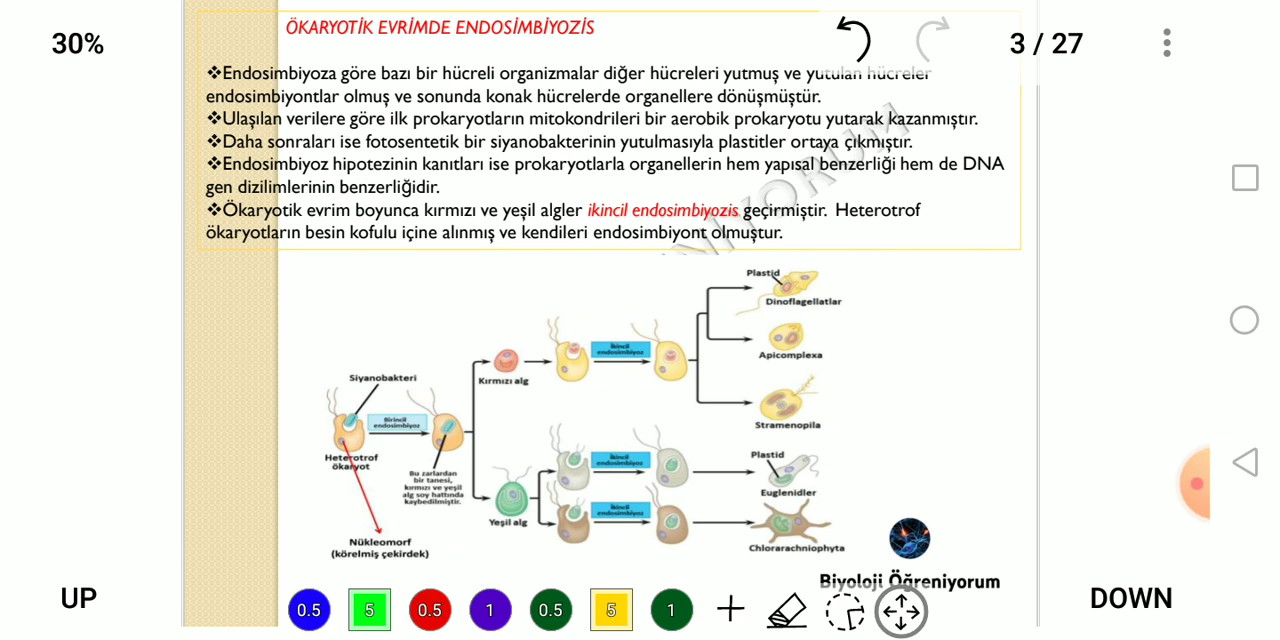 30%
3 / 27
ÖKARYOTİK EVRİMDE ENDOSİMBİYOZİS
❖Endosimbiyoza göre bazı bir hücreli organizmalar diğer hücreleri yutmuş ve yutulan hücreler
endosimbiyontlar olmuş ve sonunda konak hücrelerde organellere dönüşmüştür.
❖Ulaşılan verilere göre ilk prokaryotların mitokondrileri bir aerobik prokaryotu yutarak kazanmıştır.
❖Daha sonraları ise fotosentetik bir siyanobakterinin yutulmasıyla plastitler ortaya çıkmıştır.
❖Endosimbiyoz hipotezinin kanıtları ise prokaryotlarla organellerin hem yapısal benzerliği hem de DNA
gen dizilimlerinin benzerliğidir.
❖Ökaryotik evrim boyunca kırmızı ve yeşil algler ikincil endosimbiyozis geçirmiştir. Heterotrof
ökaryotların besin kofulu içine alınmış ve kendileri endosimbiyont olmuştur.
Plastid
Dinoflagellatlar
İkincil
endosimbiyoz
Apicomplexa
Kırmızı alg
Siyanobakteri
Stramenopila
Birincil
endosimbiyoz
Heterotrof
ökaryot
Bu zarlardan
bir tanesi,
kırmızı ve yeşil
alg soy hattında
kaybedilmiştir.
İkincil
endosimbiyoz
Plastid
Euglenidler
Yeşil alg
İkincil
endosimbiyoz
Chlorarachniophyta
Nükleomorf
(körelmiş çekirdek)
Biyoloji Öğreniyorum
UP
0.5
5
0.5
1
0.5
5
1
DOWN